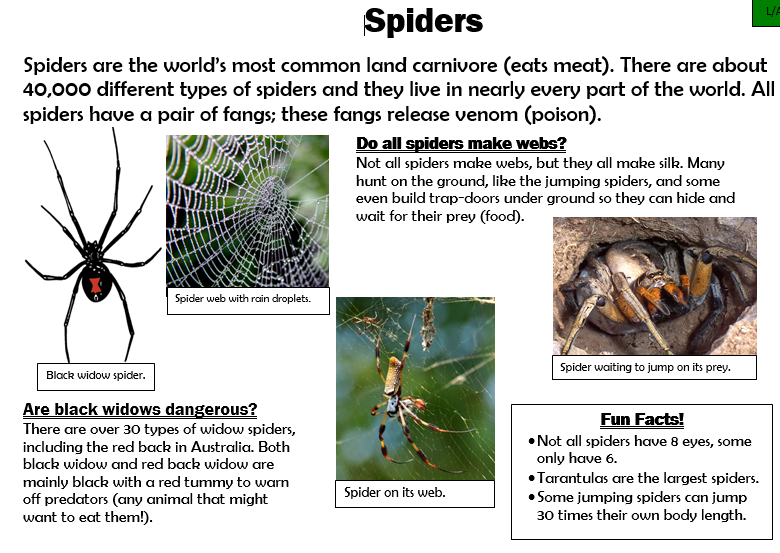 Spiders
Spiders are the world's most common land carnivore (eats meat). There are about
40,000 different types of spiders and they live in nearly every part of the world. All
spiders have a pair of fangs; these fangs release venom (poison).
Do all spiders make webs?
Not all spiders make webs, but they all make silk. Many
hunt on the ground, like the jumping spiders, and some
even build trap-doors under ground so they can hide and
wait for their prey (food).
Spider web with rain droplets.
Black widow spider.
Spider waiting to jump on its prey.
Are black widows dangerous?
There are over 30 types of widow spiders,
including the red back in Australia. Both
black widow and red back widow are
mainly black with a red tummy to warn
off predators (any animal that might
want to eat them!).
Spider on its web.
Fun Facts!
•Not all spiders have 8 eyes, some
only have 6.
•Tarantulas are the largest spiders.
•Some jumping spiders can jump
30 times their own body length.